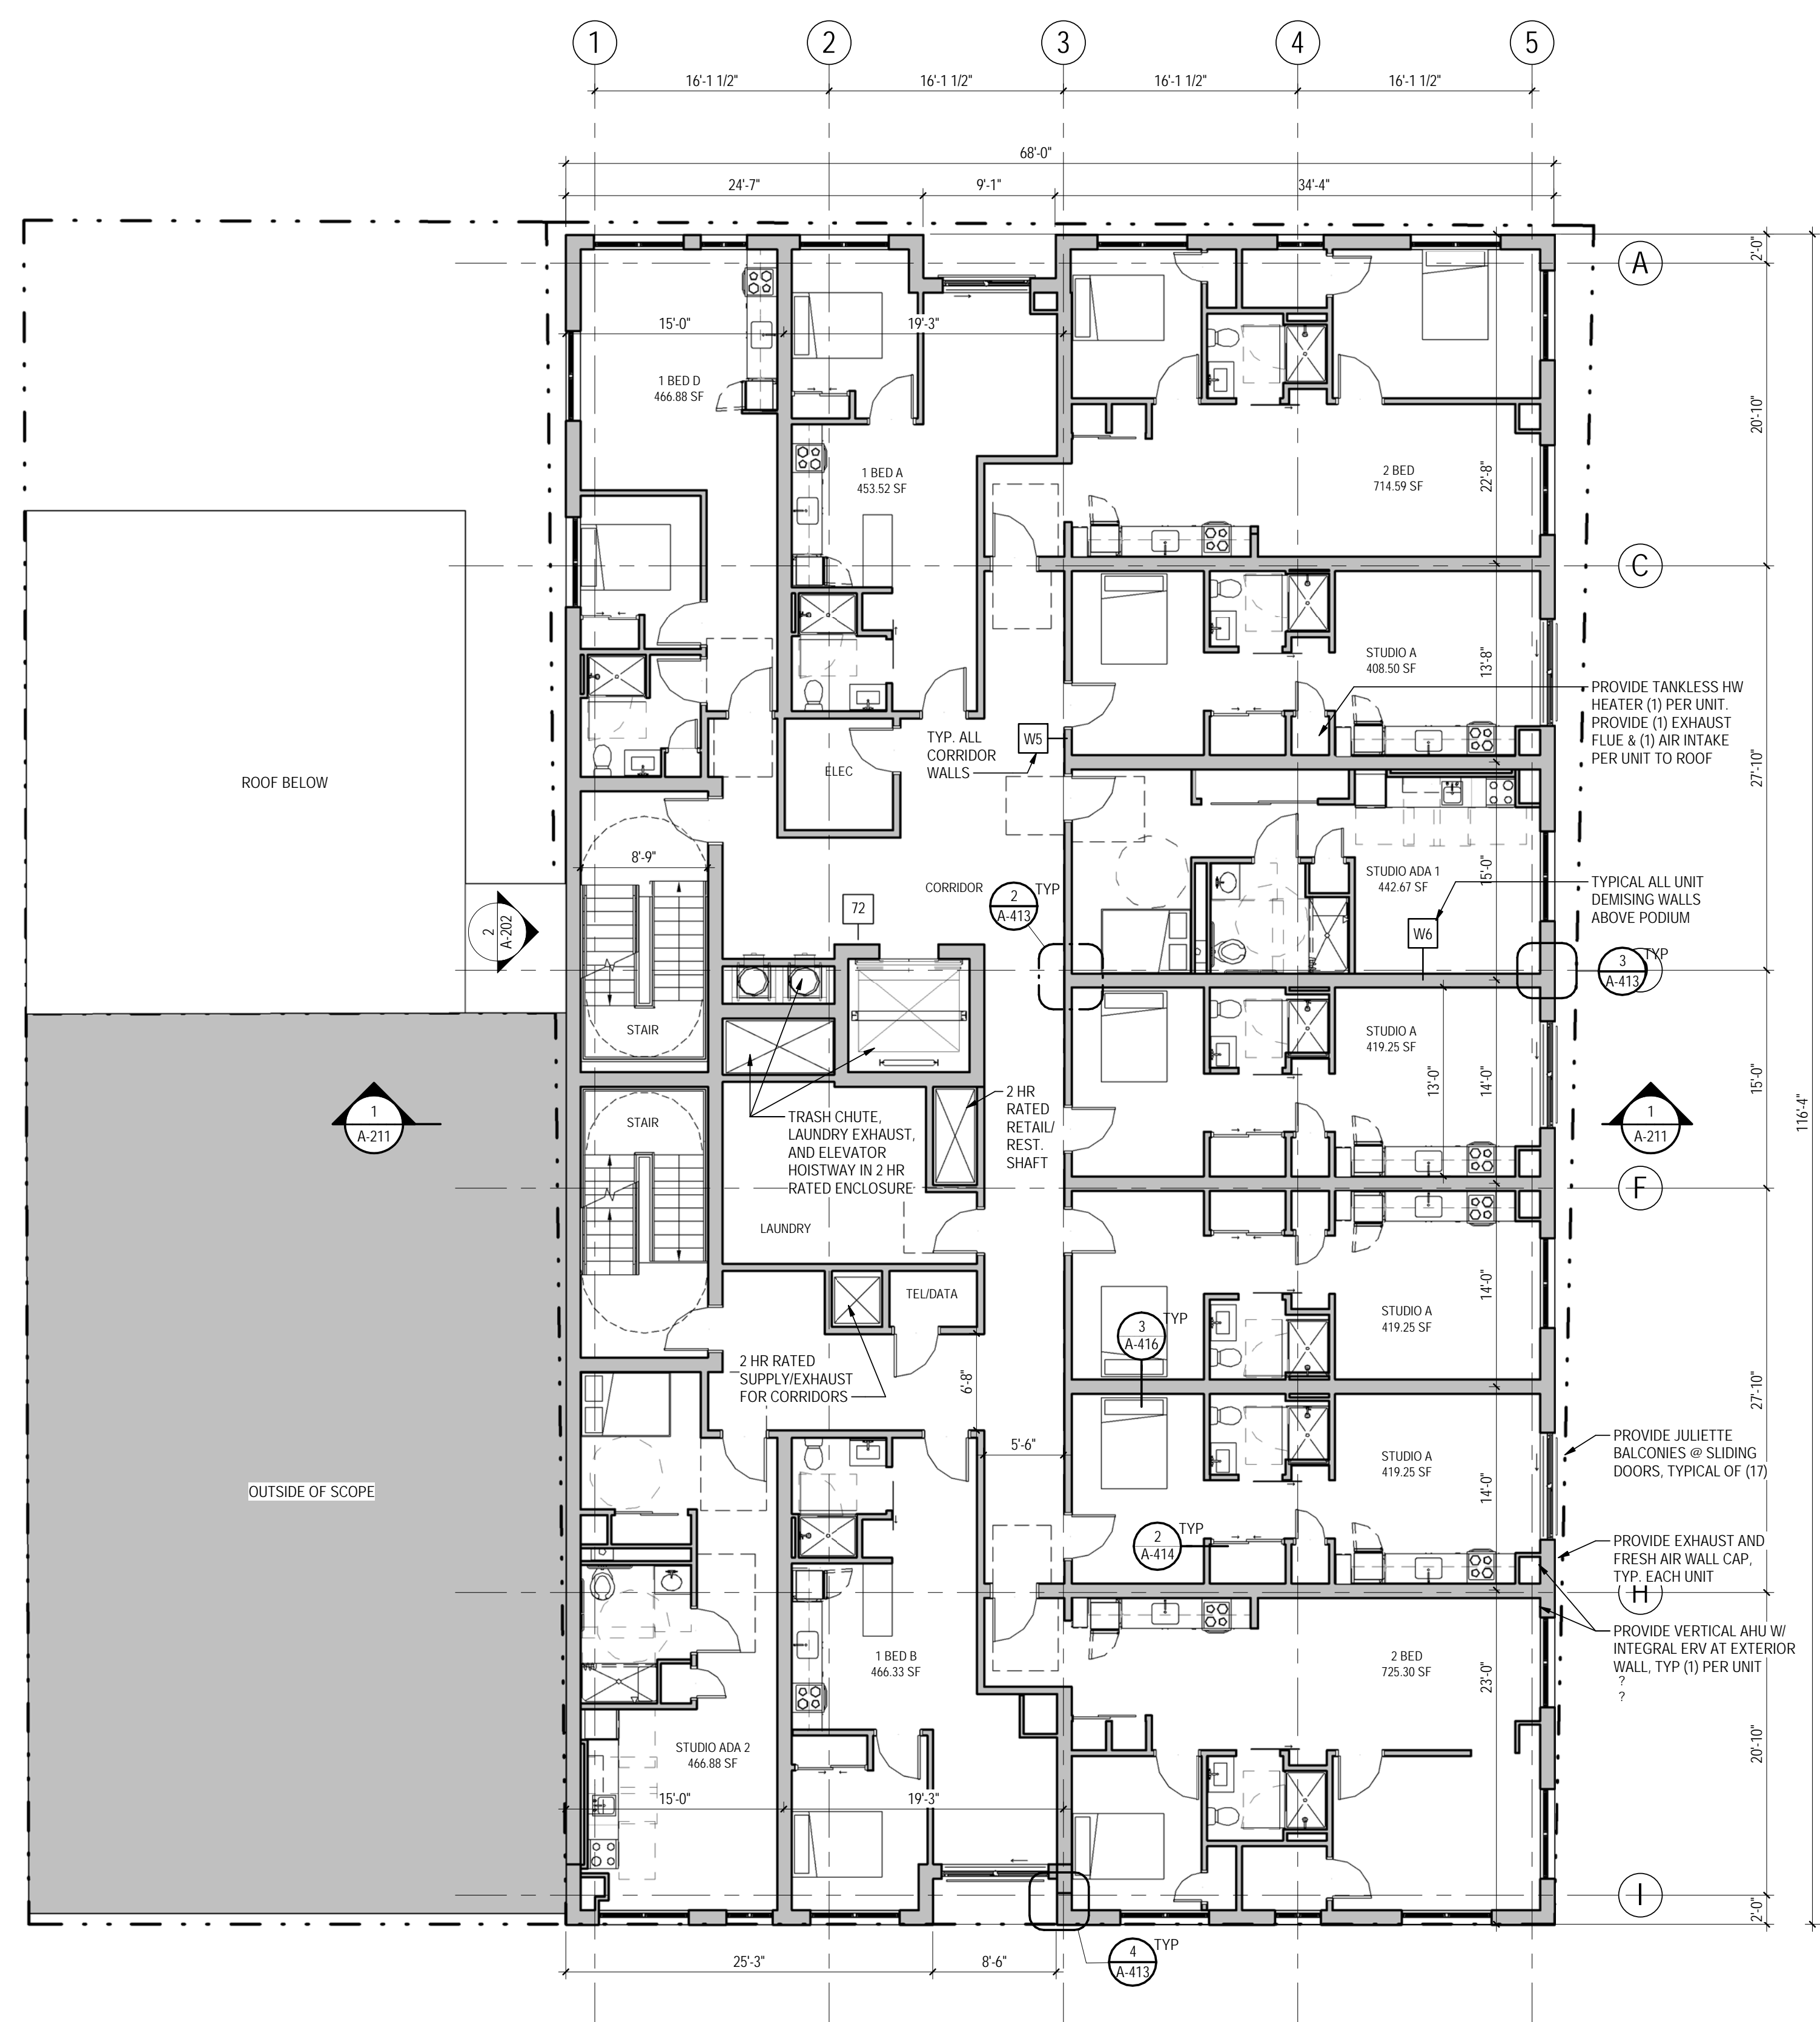 1
2
3
4
5
16'-1 1/2"
16'-1 1/2"
16'-1 1/2"
16'-1 1/2"
68'-0"
24'-7"
9'-1"
34'-4"
2'-0"
A
15'-0"
19'-3"
1 BED D
466.88 SF
20'-10"
1 BED A
453.52 SF
2 BED
714.59 SF
22'-8"
C
STUDIO A
408.50 SF
13'-8"
PROVIDE TANKLESS HW
HEATER (1) PER UNIT.
PROVIDE (1) EXHAUST
FLUE & (1) AIR INTAKE
PER UNIT TO ROOF
TYP. ALL
CORRIDOR
WALLS
W5
ELEC
ROOF BELOW
27'-10"
8'-9"
STUDIO ADA 1
442.67 SF
15'-0"
CORRIDOR
TYPICAL ALL UNIT
DEMISING WALLS
ABOVE PODIUM
2
A-413
TYP
72
W6
2
A-202
3
A-413
TYP
STAIR
STUDIO A
419.25 SF
13'-0"
14'-0"
15'-0"
116'-4"
1
A-211
STAIR
TRASH CHUTE,
LAUNDRY EXHAUST,
AND ELEVATOR
HOISTWAY IN 2 HR
RATED ENCLOSURE
2 HR
RATED
RETAIL/
REST.
SHAFT
1
A-211
F
LAUNDRY
TEL/DATA
STUDIO A
419.25 SF
14'-0"
3
A-416
TYP
2 HR RATED
SUPPLY/EXHAUST
FOR CORRIDORS
6'-8"
27'-10"
5'-6"
STUDIO A
419.25 SF
14'-0"
PROVIDE JULIETTE
BALCONIES @ SLIDING
DOORS, TYPICAL OF (17)
OUTSIDE OF SCOPE
2
A-414
TYP
PROVIDE EXHAUST AND
FRESH AIR WALL CAP,
TYP. EACH UNIT
H
PROVIDE VERTICAL AHU W/
INTEGRAL ERV AT EXTERIOR
WALL, TYP (1) PER UNIT
?
?
1 BED B
466.33 SF
2 BED
725.30 SF
23'-0"
STUDIO ADA 2
466.88 SF
20'-10"
15'-0"
19'-3"
I
2'-0"
4
A-413
TYP
25'-3"
8'-6"